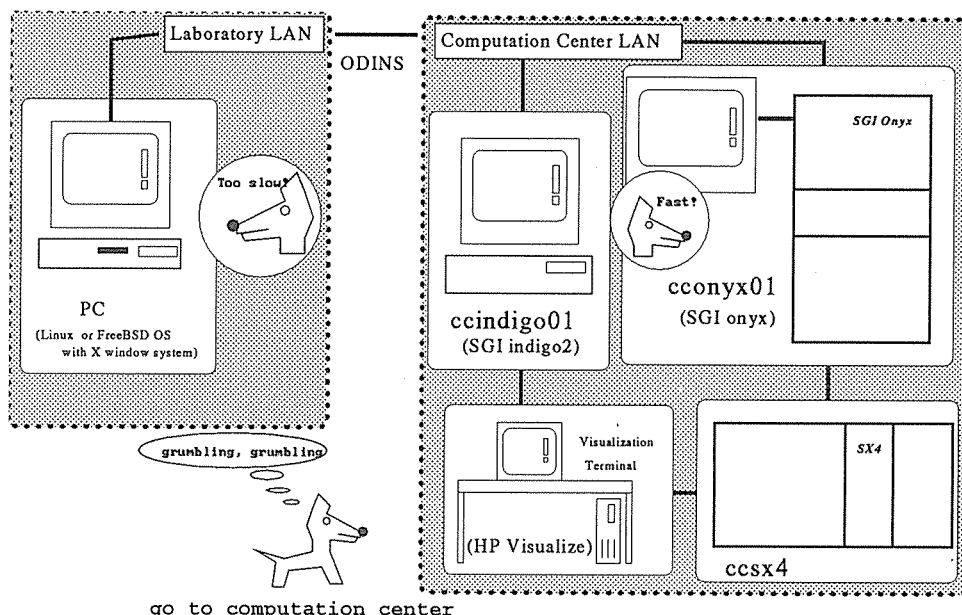 Laboratory LAN
ODINS
Computation Center LAN
Too slow!
PC
(Linux or FreeBSD OS
with X window system)
ccindigo01
(SGI indigo2)
SGI Onyx
Fast!
cconyx01
(SGI onyx)
grumbling, grumbling
Visualization
Terminal
(HP Visualize)
SX4
ccsx4
go to computation center